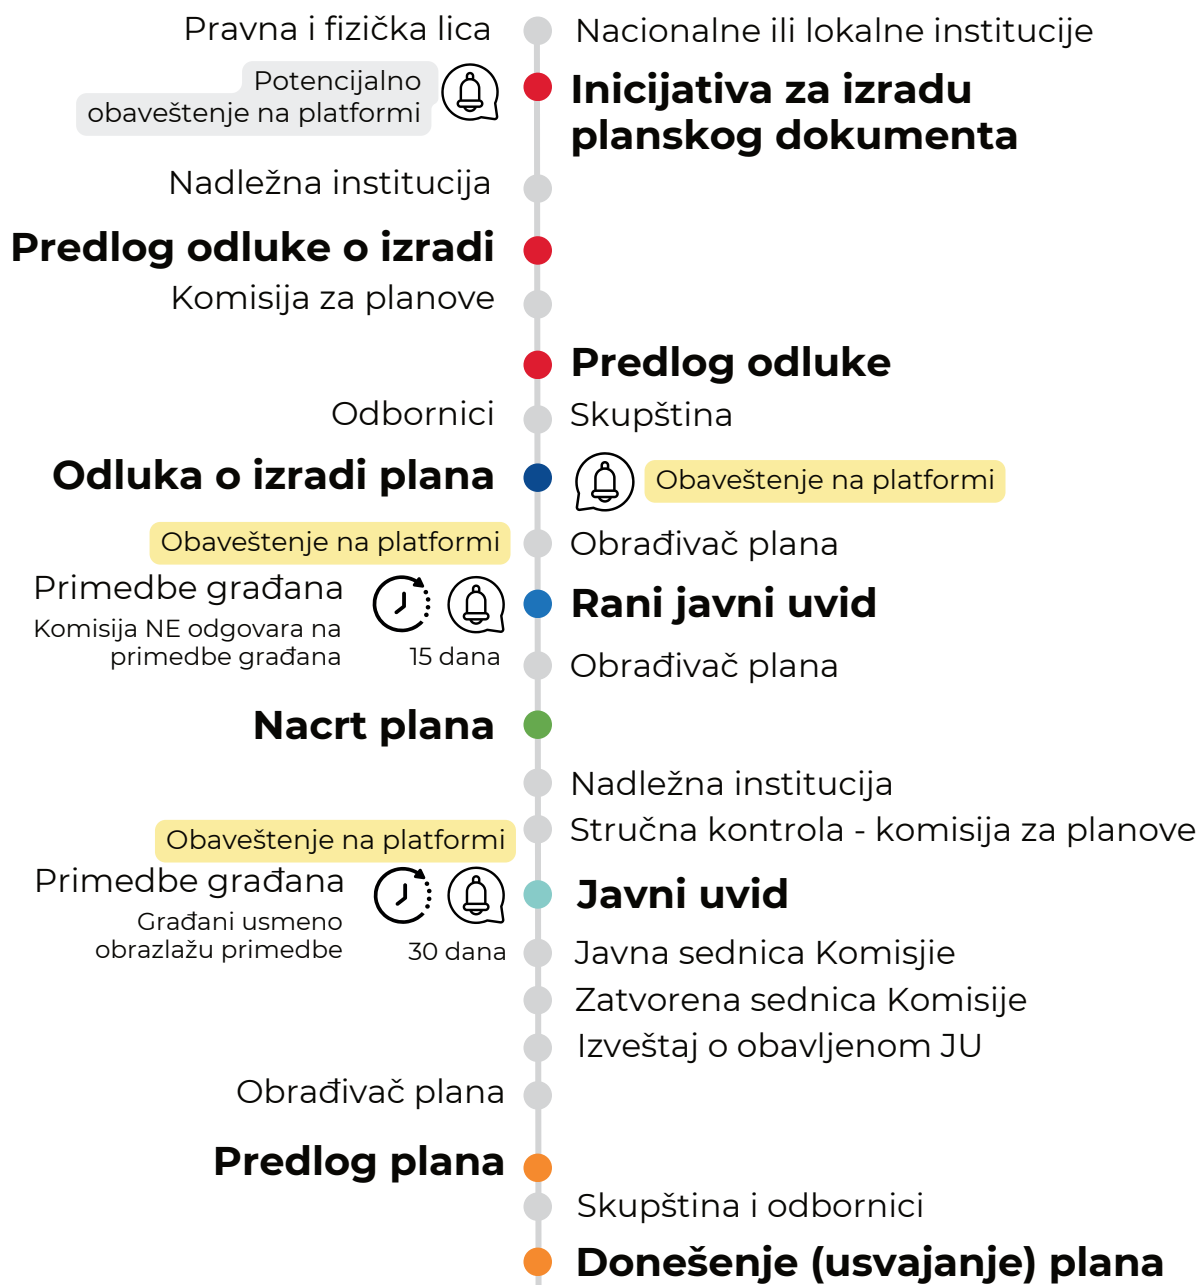 Pravna i fizička lica
Nacionalne ili lokalne institucije
Potencijalno
obaveštenje na platformi
Inicijativa za izradu
planskog dokumenta
Nadležna institucija
Predlog odluke o izradi
Komisija za planove
Predlog odluke
Odbornici
Skupština
Odluka o izradi plana
Obaveštenje na platformi
Obaveštenje na platformi
Obrađivač plana
Primedbe građana
Komisija NE odgovara na
primedbe građana
15 dana
Rani javni uvid
Obrađivač plana
Nacrt plana
Nadležna institucija
Stručna kontrola - komisija za planove
Obaveštenje na platformi
Primedbe građana
Građani usmeno
obrazlažu primedbe
30 dana
Javni uvid
Javna sednica Komisjie
Zatvorena sednica Komisije
Izveštaj o obavljenom JU
Obrađivač plana
Predlog plana
Skupština i odbornici
Donešenje (usvajanje) plana